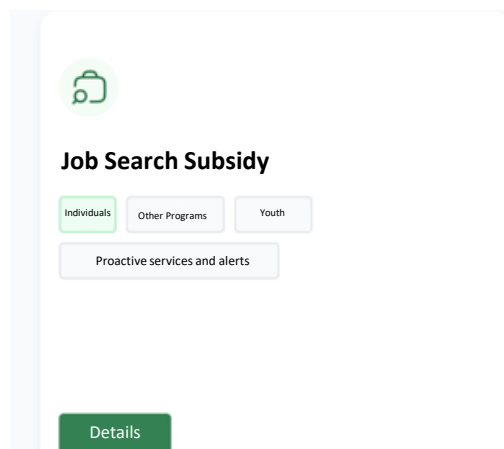 Job Search Subsidy
Individuals Other Programs Youth
Proactive services and alerts
Details